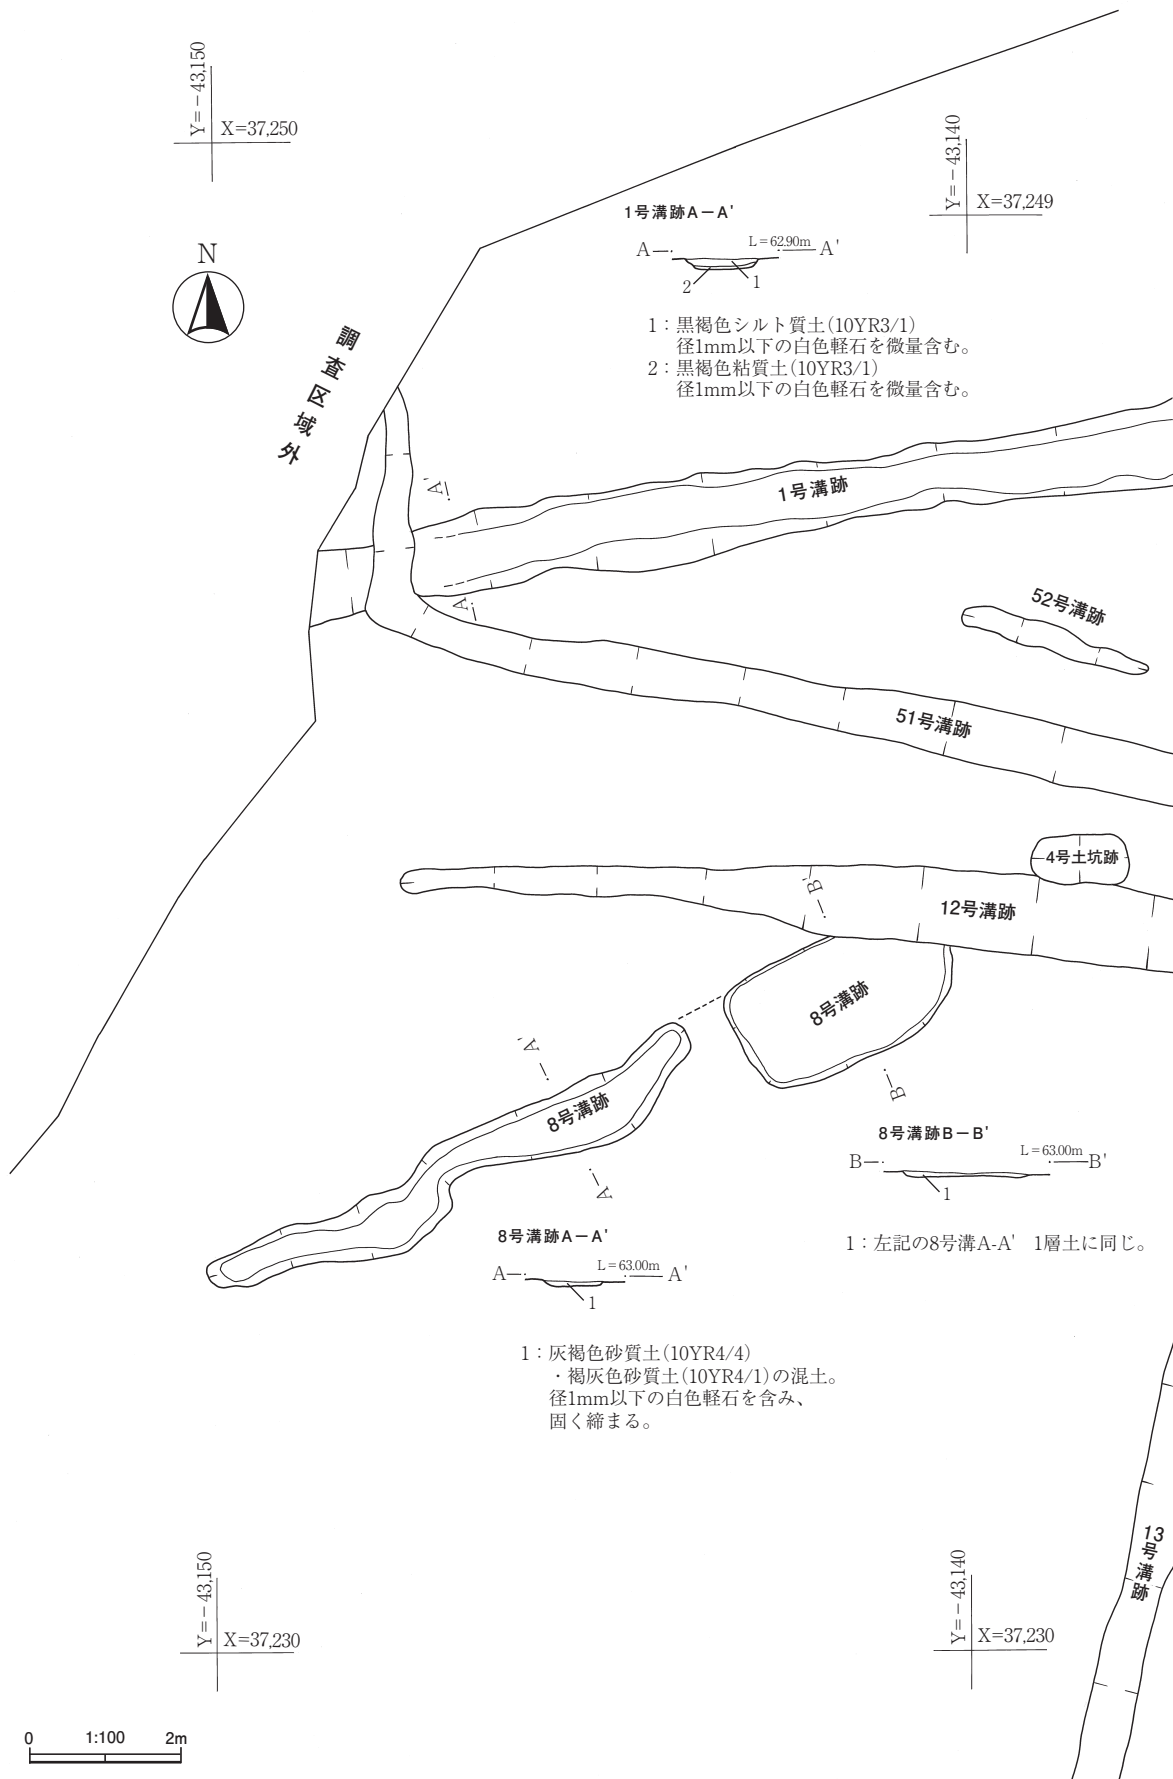 Y=－43,150
X=37,250
Y=－43,140
X=37,249
N
調査区域外
1号溝跡A－A'
A
L＝62.90m
A'
2
1
1：黒褐色シルト質土(10YR3/1)
径1mm以下の白色軽石を微量含む。
2：黒褐色粘質土(10YR3/1)
径1mm以下の白色軽石を微量含む。
A'
1号溝跡
A
52号溝跡
51号溝跡
4号土坑跡
B'
12号溝跡
8号溝跡
A'
B
8号溝跡
A
8号溝跡B－B'
B
L＝63.00m
B'
1
1：左記の8号溝A-A'　1層土に同じ。
8号溝跡A－A'
A
L＝63.00m
A'
1
1：灰褐色砂質土(10YR4/4)
・褐灰色砂質土(10YR4/1)の混土。
径1mm以下の白色軽石を含み、
固く締まる。
13号溝跡
Y=－43,150
X=37,230
Y=－43,140
X=37,230
0
1:100
2m